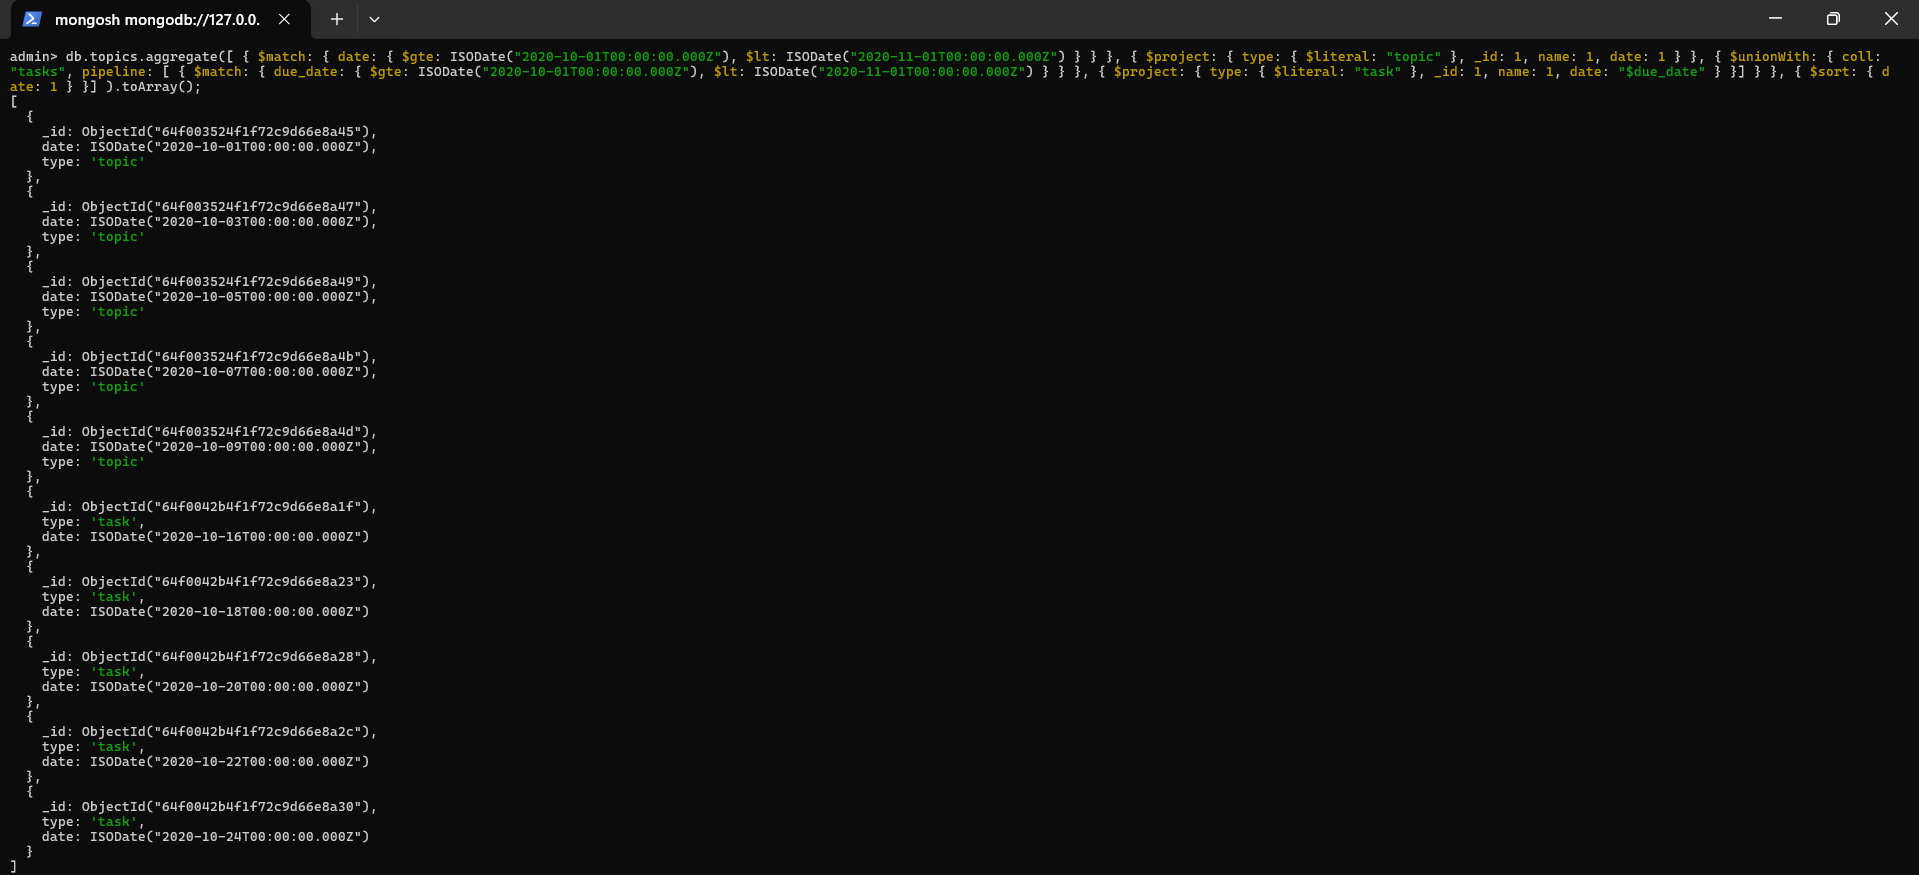 mongosh mongodb://127.0.0.
admin> db.topics.aggregate([ { $match: { date: { $gte: ISODate("2020-10-01T00:00:00.000Z"), $lt: ISODate("2020-11-01T00:00:00.000Z") } } }, { $project: { type: { $literal: "topic" }, _id: 1, name: 1, date: 1 } }, { $unionWith: { coll:
"tasks", pipeline: [ { $match: { due_date: { $gte: ISODate("2020-10-01T00:00:00.000Z"), $lt: ISODate("2020-11-01T00:00:00.000Z") } } }, { $project: { type: { $literal: "task" }, _id: 1, name: 1, date: "$due_date" } }] } }, { $sort: { d
ate: 1 } }] ).toArray();
[
  {
    _id: ObjectId("64f003524f1f72c9d66e8a45"),
    date: ISODate("2020-10-01T00:00:00.000Z"),
    type: 'topic'
  },
  {
    _id: ObjectId("64f003524f1f72c9d66e8a47"),
    date: ISODate("2020-10-03T00:00:00.000Z"),
    type: 'topic'
  },
  {
    _id: ObjectId("64f003524f1f72c9d66e8a49"),
    date: ISODate("2020-10-05T00:00:00.000Z"),
    type: 'topic'
  },
  {
    _id: ObjectId("64f003524f1f72c9d66e8a4b"),
    date: ISODate("2020-10-07T00:00:00.000Z"),
    type: 'topic'
  },
  {
    _id: ObjectId("64f003524f1f72c9d66e8a4d"),
    date: ISODate("2020-10-09T00:00:00.000Z"),
    type: 'topic'
  },
  {
    _id: ObjectId("64f0042b4f1f72c9d66e8a1f"),
    type: 'task',
    date: ISODate("2020-10-16T00:00:00.000Z")
  },
  {
    _id: ObjectId("64f0042b4f1f72c9d66e8a23"),
    type: 'task',
    date: ISODate("2020-10-18T00:00:00.000Z")
  },
  {
    _id: ObjectId("64f0042b4f1f72c9d66e8a28"),
    type: 'task',
    date: ISODate("2020-10-20T00:00:00.000Z")
  },
  {
    _id: ObjectId("64f0042b4f1f72c9d66e8a2c"),
    type: 'task',
    date: ISODate("2020-10-22T00:00:00.000Z")
  },
  {
    _id: ObjectId("64f0042b4f1f72c9d66e8a30"),
    type: 'task',
    date: ISODate("2020-10-24T00:00:00.000Z")
  }
]